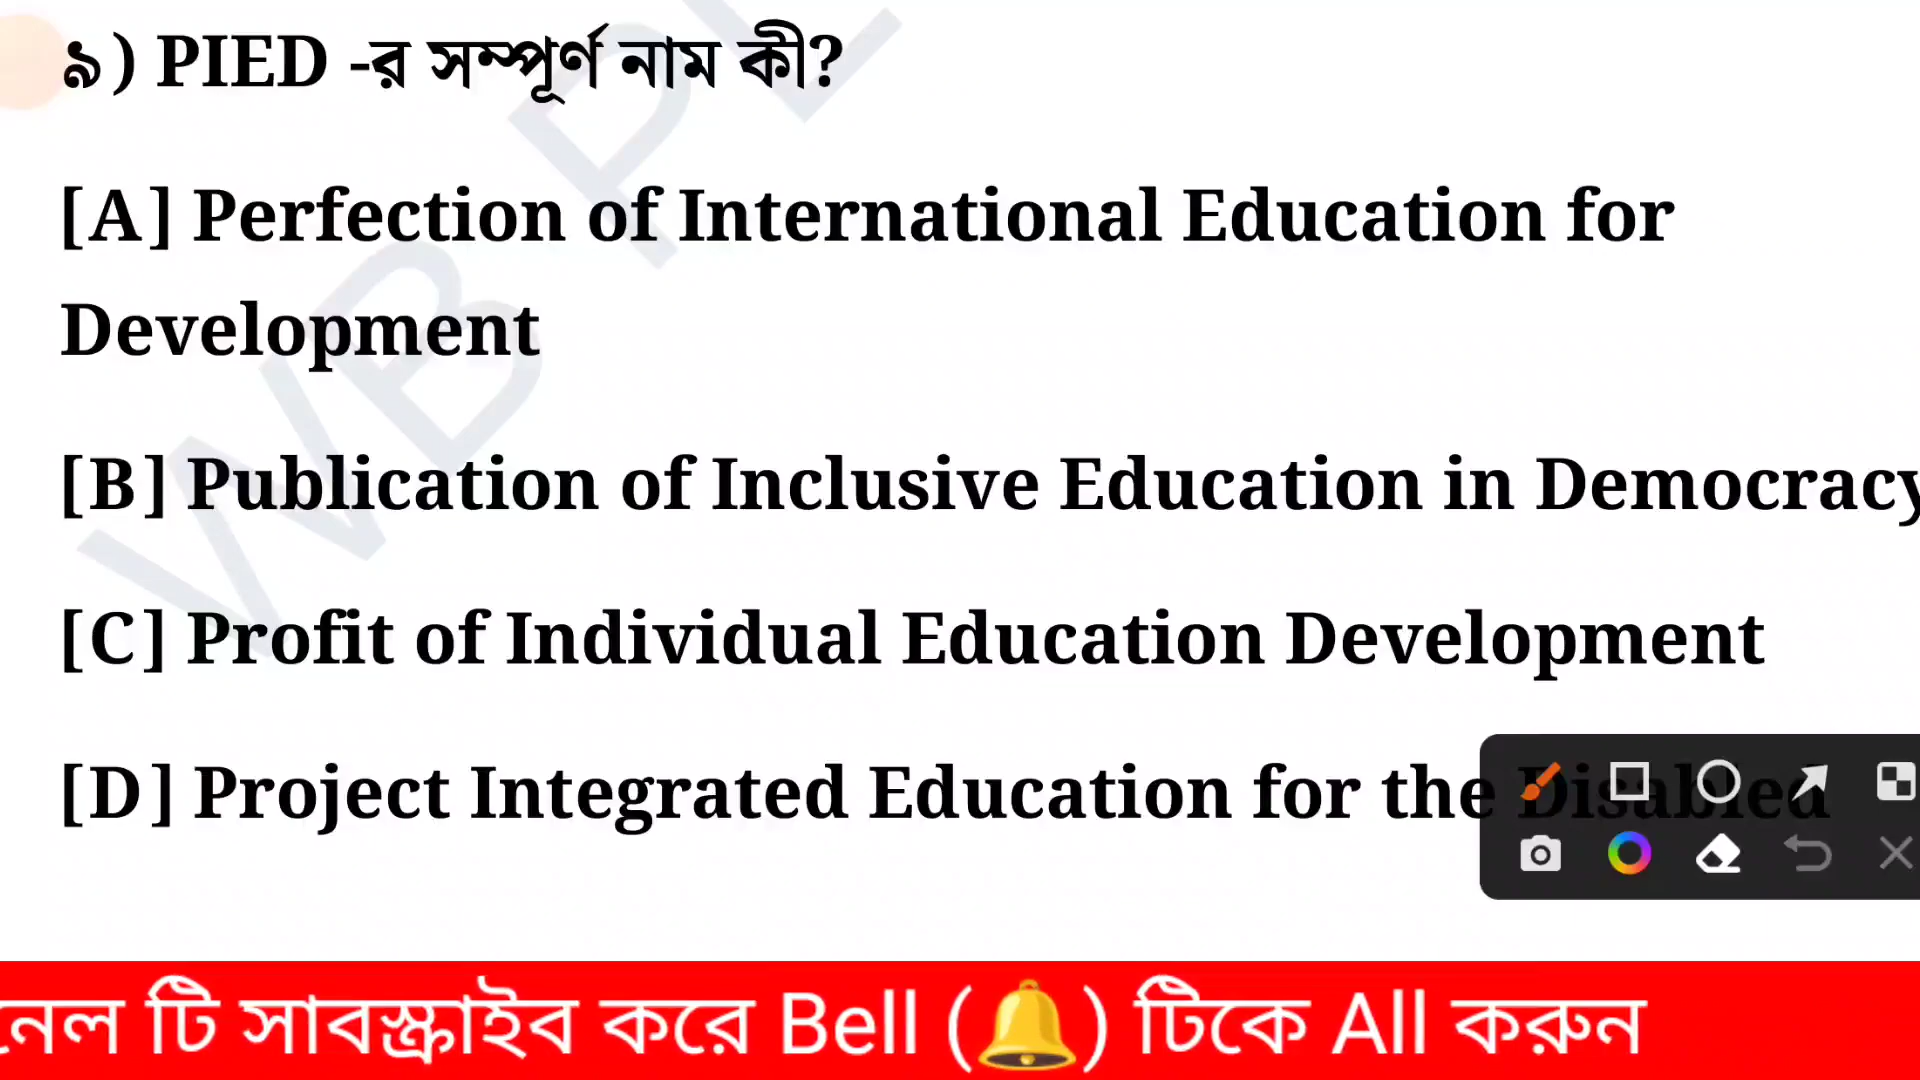 ৯) PIED -র সম্পূর্ণ নাম কী?
[A] Perfection of International Education for
Development
[B] Publication of Inclusive Education in Democracy
[C] Profit of Individual Education Development
[D] Project Integrated Education for the Disabled
নেল টি সাবস্ক্রাইব করে Bell (🔔) টিকে All করুন
WB P